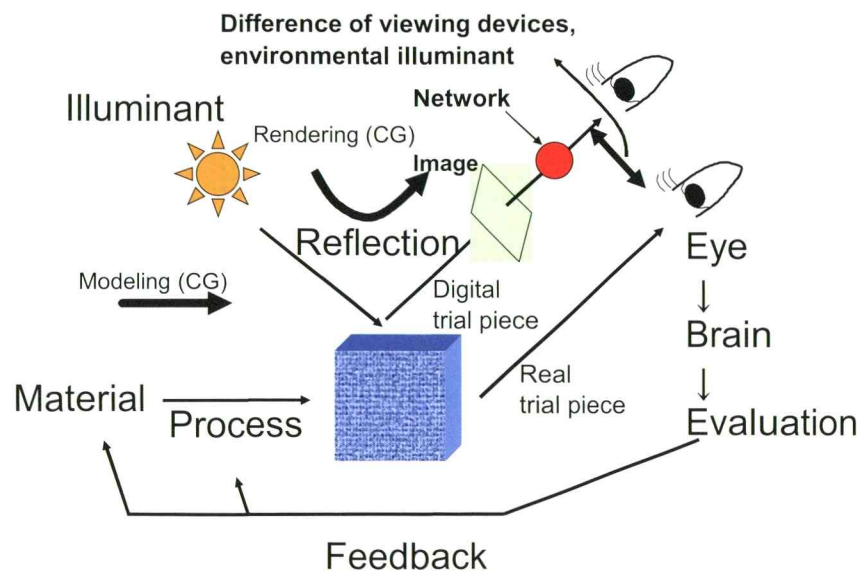 Difference of viewing devices,
environmental illuminant
Illuminant
Network
Rendering (CG)
Image
Reflection
Eye
Modeling (CG)
Digital
trial piece
↓
Brain
Real
trial piece
↓
Material
Process
Evaluation
Feedback